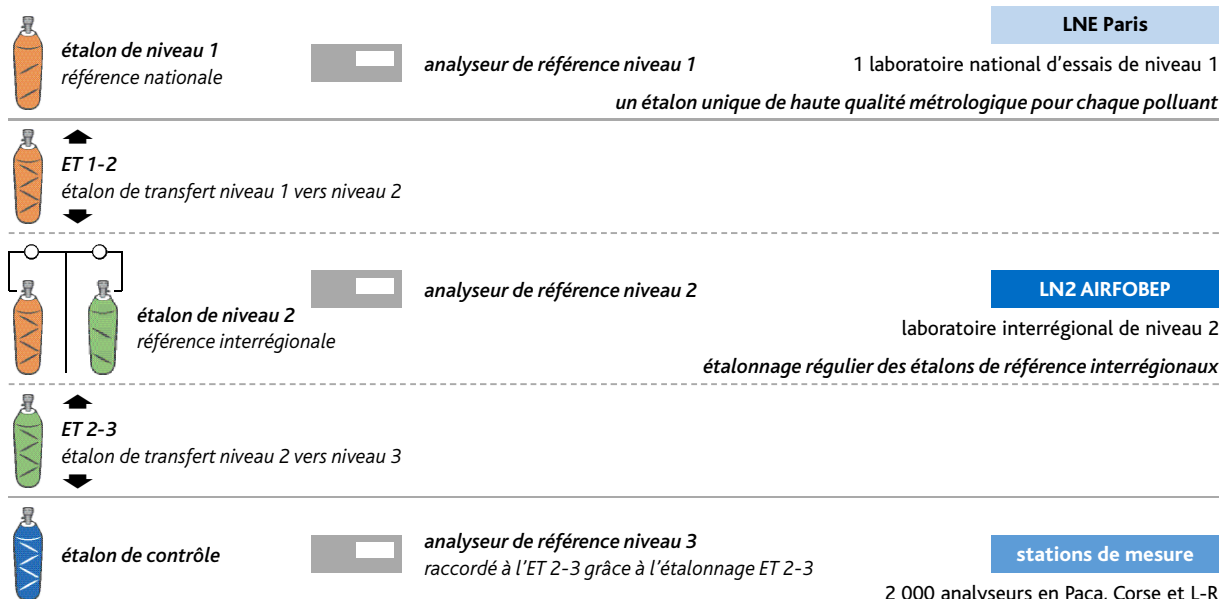 LNE Paris
étalon de niveau 1
référence nationale
analyseur de référence niveau 1
1 laboratoire national d'essais de niveau 1
un étalon unique de haute qualité métrologique pour chaque polluant
ET 1-2
étalon de transfert niveau 1 vers niveau 2
étalon de niveau 2
référence interrégionale
analyseur de référence niveau 2
LN2 AIRFOBEP
laboratoire interrégional de niveau 2
étalonnage régulier des étalons de référence interrégionaux
ET 2-3
étalon de transfert niveau 2 vers niveau 3
étalon de contrôle
analyseur de référence niveau 3
raccordé à l'ET 2-3 grâce à l'étalonnage ET 2-3
stations de mesure
2 000 analyseurs en Paca, Corse et L-R